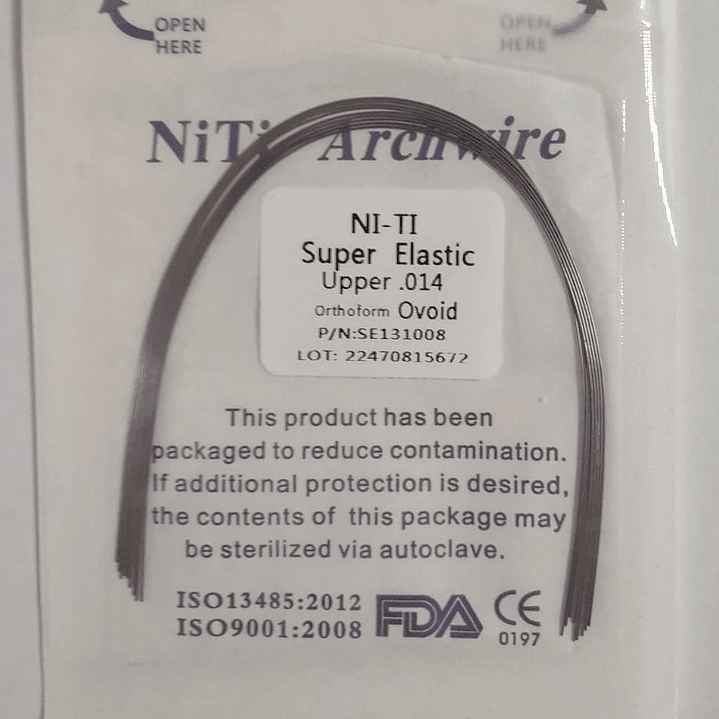 OPEN
HERE
OPEN
HERE
NiTi Archwire
NI-TI
Super Elastic
Upper .014
Orthoform Ovoid
P/N:SE131008
LOT: 22470815672
This product has been
packaged to reduce contamination.
If additional protection is desired,
the contents of this package may
be sterilized via autoclave.
ISO13485:2012
ISO9001:2008
FDA
CE
0197